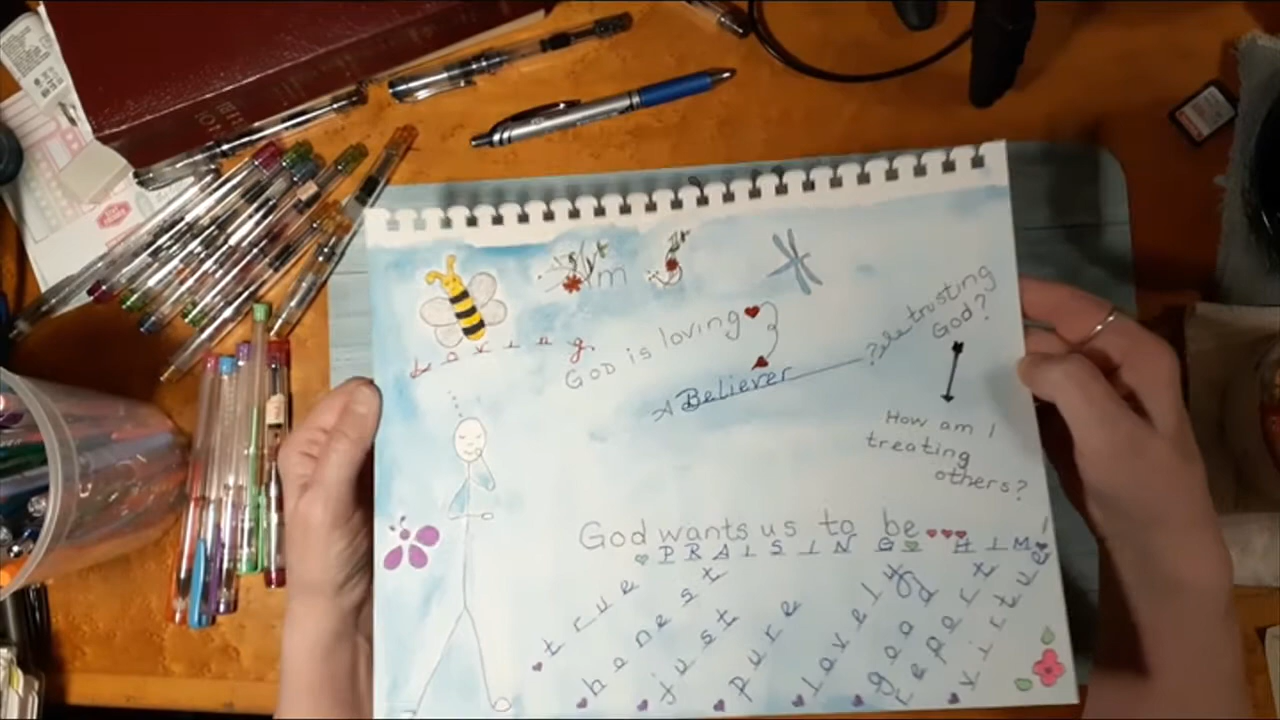 m
Loving
GOD is loving
A Believer ? Is trusting
God?
How am I
treating
others?
God wants us to be
PRAISING HIM
true
honest
just
pure
lovely
good
report
virtue